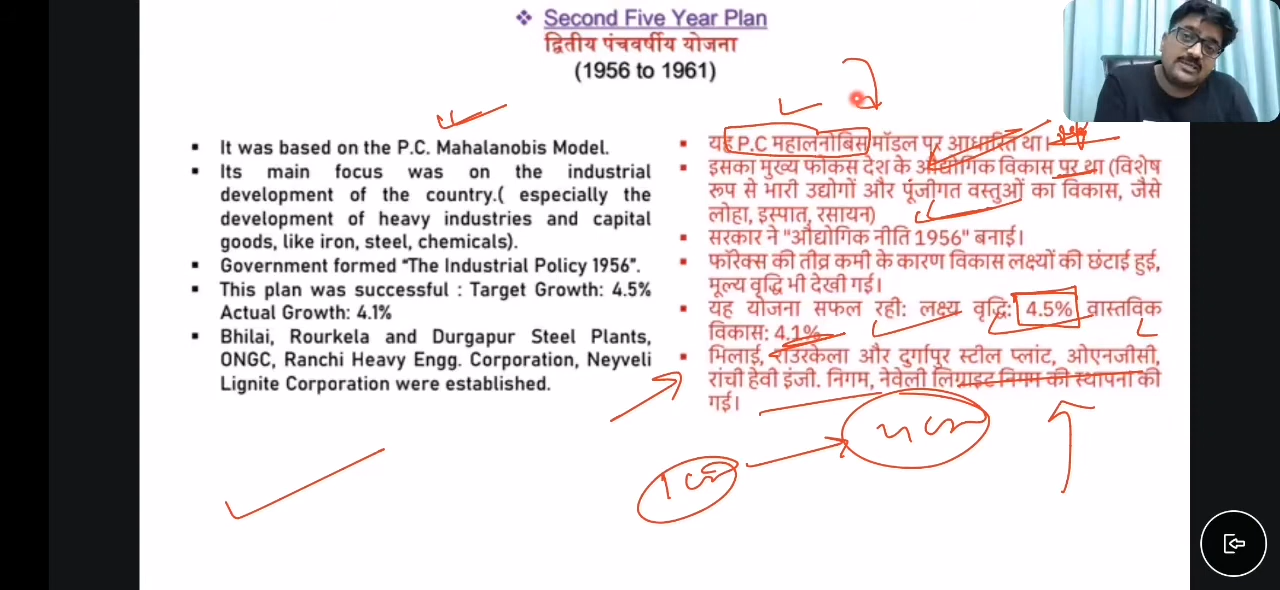 ❖ Second Five Year Plan
द्वितीय पंचवर्षीय योजना
(1956 to 1961)
▪ It was based on the P.C. Mahalanobis Model.
▪ Its main focus was on the industrial
development of the country.( especially the
development of heavy industries and capital
goods, like iron, steel, chemicals).
▪ Government formed “The Industrial Policy 1956”.
▪ This plan was successful : Target Growth: 4.5%
Actual Growth: 4.1%
▪ Bhilai, Rourkela and Durgapur Steel Plants,
ONGC, Ranchi Heavy Engg. Corporation, Neyveli
Lignite Corporation were established.
▪ यह P.C महालनोबिस मॉडल पर आधारित था।
▪ इसका मुख्य फोकस देश के औद्योगिक विकास पर था (विशेष
रूप से भारी उद्योगों और पूंजीगत वस्तुओं का विकास, जैसे
लोहा, इस्पात, रसायन)
▪ सरकार ने "औद्योगिक नीति 1956" बनाई।
▪ फॉरेक्स की तीव्र कमी के कारण विकास लक्ष्यों की छंटाई हुई,
मूल्य वृद्धि भी देखी गई।
▪ यह योजना सफल रही: लक्ष्य वृद्धि: 4.5% वास्तविक
विकास: 4.1%
▪ भिलाई, राउरकेला और दुर्गापुर स्टील प्लांट, ओएनजीसी,
रांची हेवी इंजी. निगम, नेवेली लिग्नाइट निगम की स्थापना की
गई।